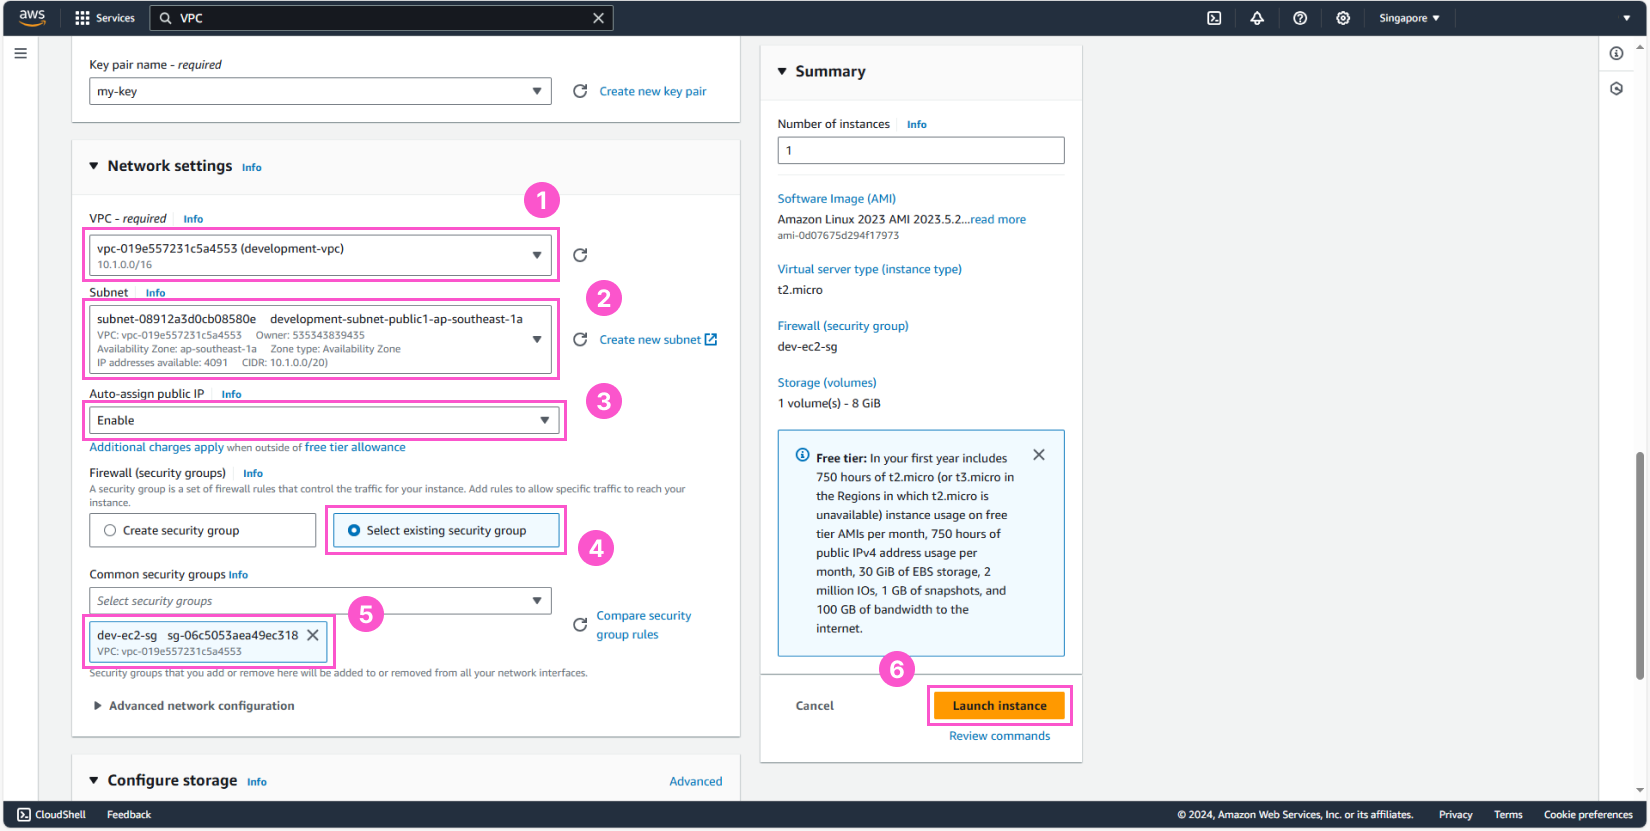 aws
Services
VPC
Singapore
Key pair name - required
my-key
Create new key pair
Network settings Info
1
VPC - required Info
vpc-019e557231c5a4553 (development-vpc)
10.1.0.0/16
Subnet Info
2
subnet-08912a3d0cb08580e development-subnet-public1-ap-southeast-1a
VPC: vpc-019e557231c5a4553 Owner: 535343839435
Availability Zone: ap-southeast-1a Zone type: Availability Zone
IP addresses available: 4091 CIDR: 10.1.0.0/20)
Create new subnet
Auto-assign public IP Info
3
Enable
Additional charges apply when outside of free tier allowance
Firewall (security groups) Info
A security group is a set of firewall rules that control the traffic for your instance. Add rules to allow specific traffic to reach your
instance.
Create security group
Select existing security group
4
Common security groups Info
Select security groups
5
Compare security
group rules
dev-ec2-sg sg-06c5053aea49ec318
VPC: vpc-019e557231c5a4553
Security groups that you add or remove here will be added to or removed from all your network interfaces.
Advanced network configuration
Configure storage Info
Advanced
Summary
Number of instances Info
1
Software Image (AMI)
Amazon Linux 2023 AMI 2023.5.2...read more
ami-0d07675d294f17973
Virtual server type (instance type)
t2.micro
Firewall (security group)
dev-ec2-sg
Storage (volumes)
1 volume(s) - 8 GiB
Free tier: In your first year includes
750 hours of t2.micro (or t3.micro in
the Regions in which t2.micro is
unavailable) instance usage on free
tier AMIs per month, 750 hours of
public IPv4 address usage per
month, 30 GiB of EBS storage, 2
million IOs, 1 GB of snapshots, and
100 GB of bandwidth to the
internet.
6
Cancel
Launch instance
Review commands
CloudShell
Feedback
© 2024, Amazon Web Services, Inc. or its affiliates.
Privacy
Terms
Cookie preferences